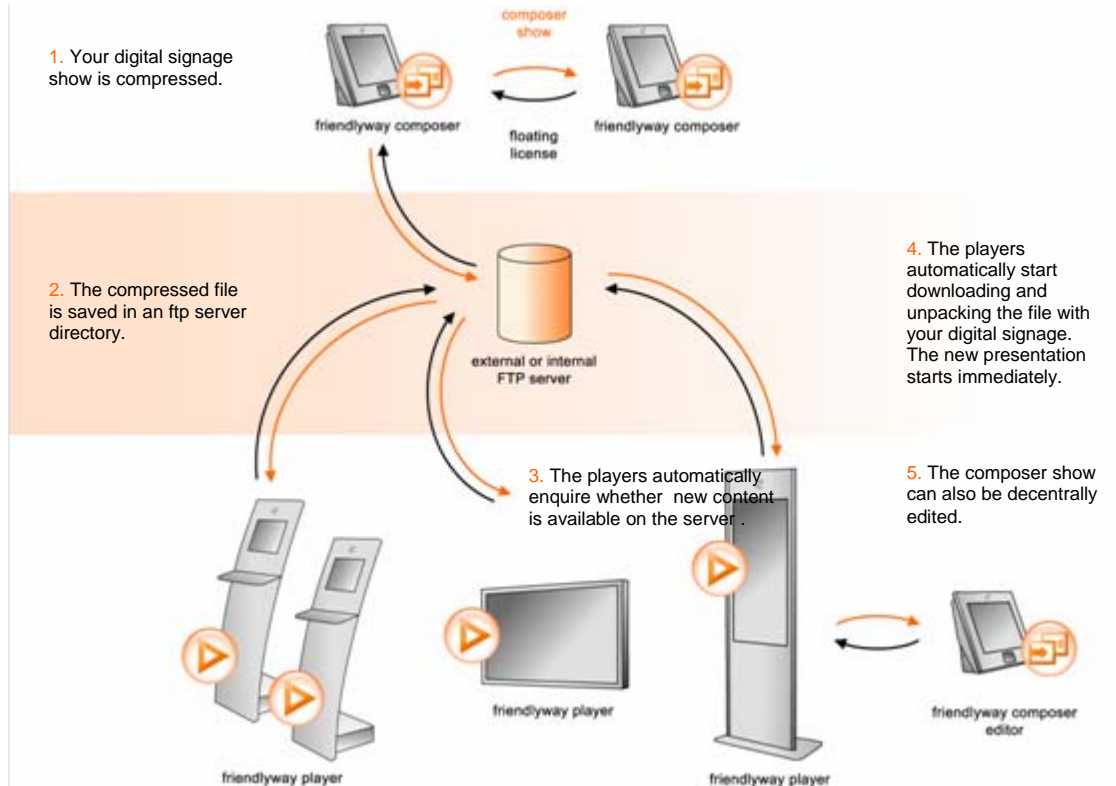 composer
show
1. Your digital signage
show is compressed.
friendlyway composer
friendlyway composer
floating
license
2. The compressed file
is saved in an ftp server
directory.
external or internal
FTP server
4. The players
automatically start
downloading and
unpacking the file with
your digital signage.
The new presentation
starts immediately.
3. The players automatically
enquire whether  new content
is available on the server .
5. The composer show
can also be decentrally
edited.
friendlyway player
friendlyway player
friendlyway player
friendlyway composer
editor